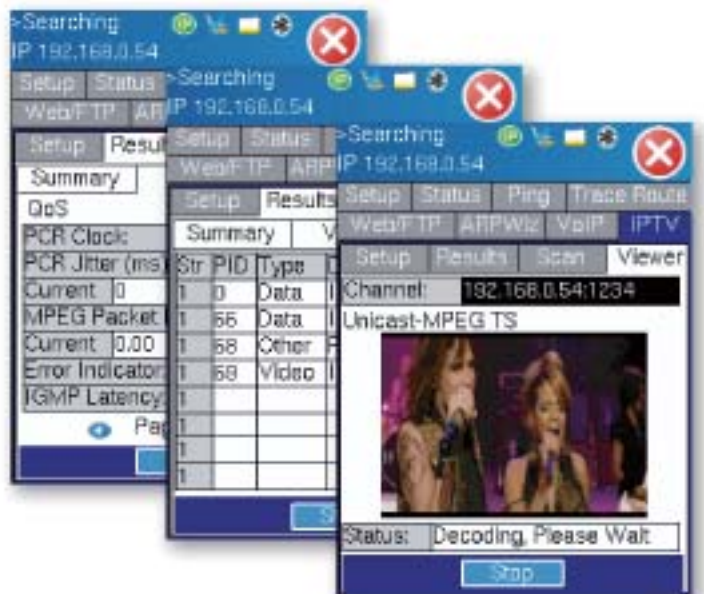 >Searching
IP 192.168.0.54
Setup Status
Web/FTP
Setup
Summary
QoS
PCR Clock:
PCR Jitter (ms)
Current 0
MPEG Packet
Current 0.00
Error Indicator
IGMP Latency:
>Searching
IP 192.168.0.54
Setup Status
Web/FTP
Setup Results
Summary V
Str PID Type
1 0 Data
1 66 Data
1 68 Other
1 69 Video
1
1
1
1
>Searching
IP 192.168.0.54
Setup Status Ping Trace Route
Web/FTP ARPWiz VoIP IPTV
Setup Results Scan Viewer
Channel: 192.168.0.54:1234
Unicast-MPEG TS
Status: Decoding, Please Wait
Stop